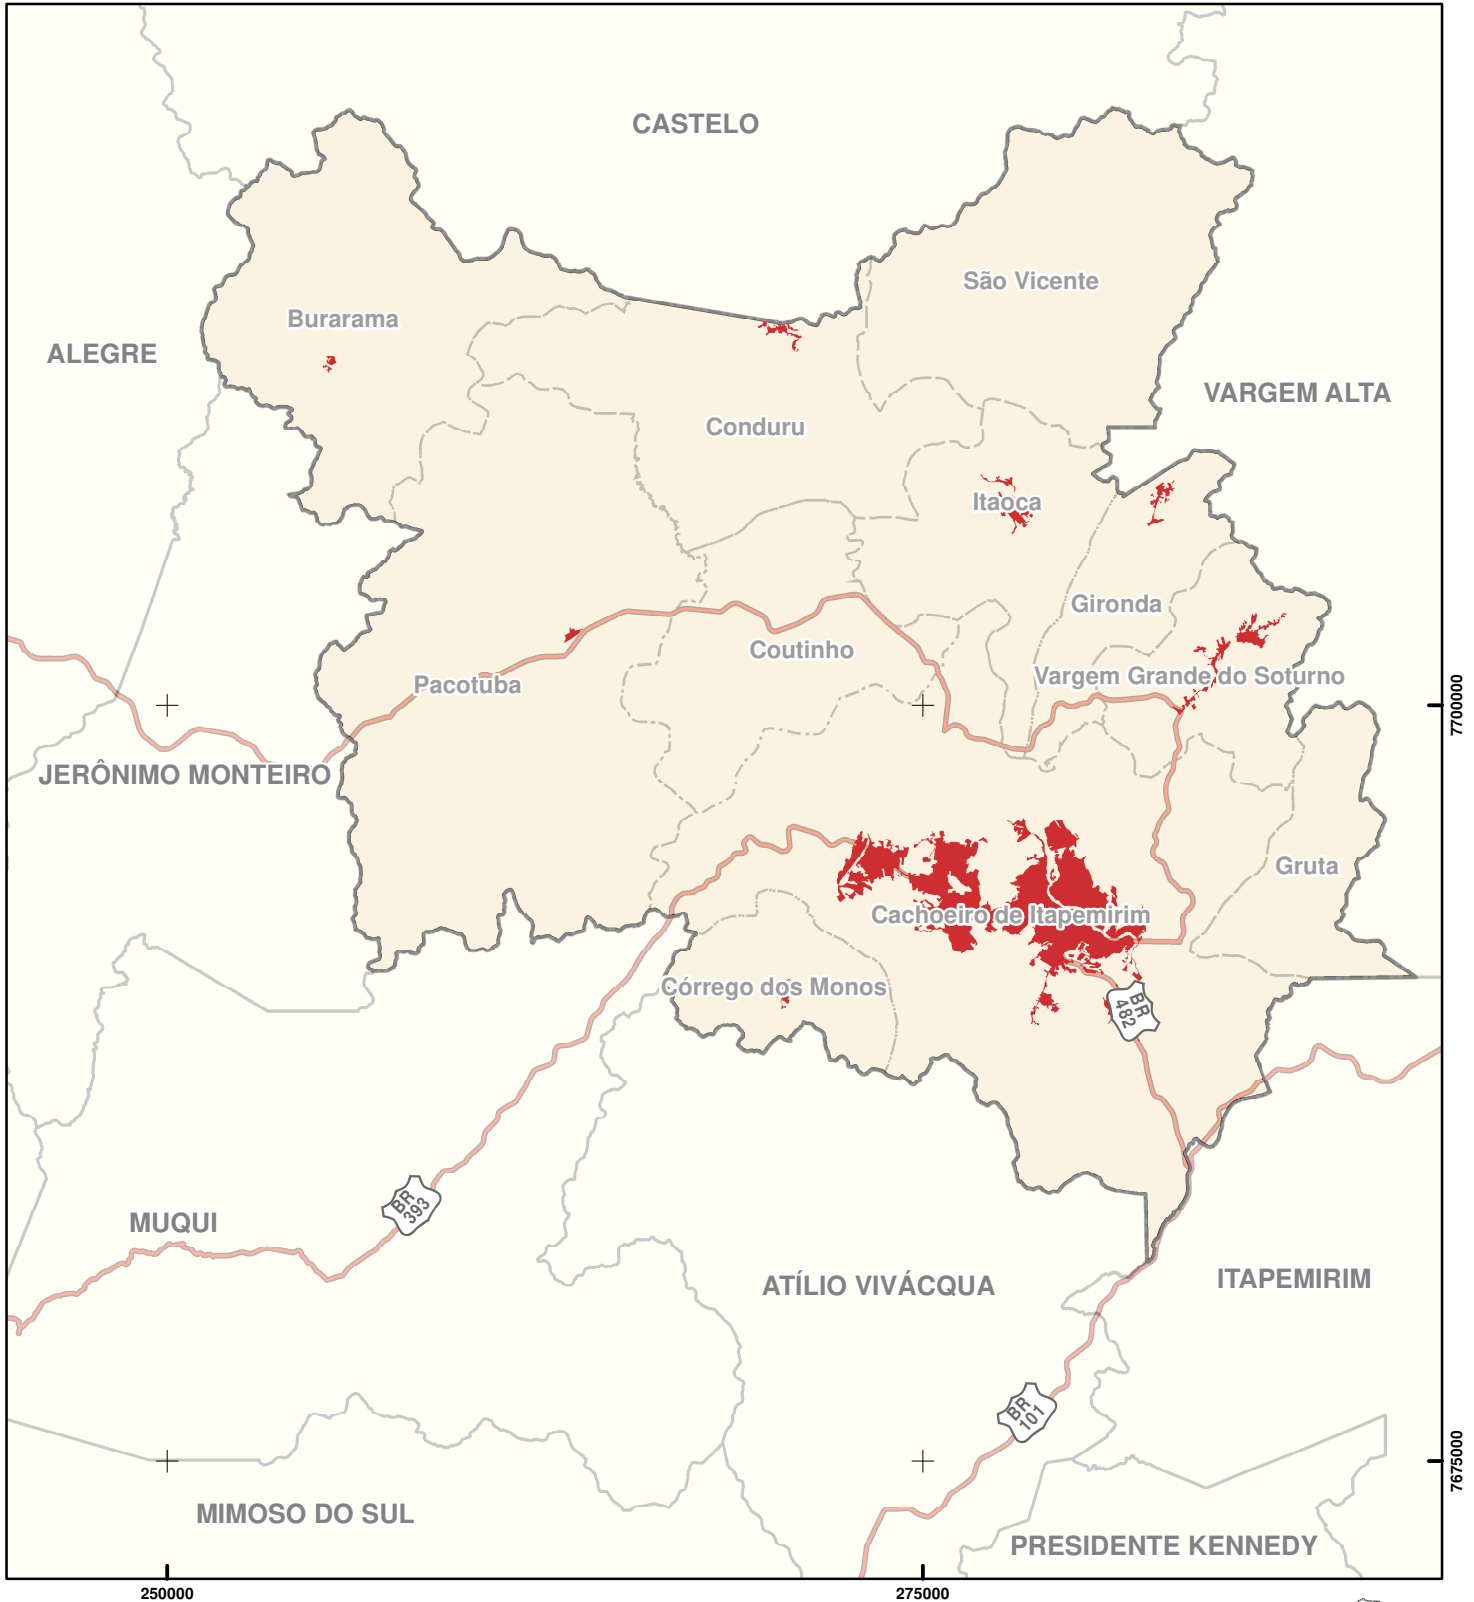 CASTELO
São Vicente
Burarama
ALEGRE
VARGEM ALTA
Conduru
Itaoca
Gironda
Coutinho
Vargem Grande do Soturno
Pacotuba
7700000
JERÔNIMO MONTEIRO
Gruta
Cachoeiro de Itapemirim
Córrego dos Monos
BR
482
BR
393
MUQUI
ATÍLIO VIVÁCQUA
ITAPEMIRIM
BR
101
7675000
MIMOSO DO SUL
PRESIDENTE KENNEDY
250000
275000